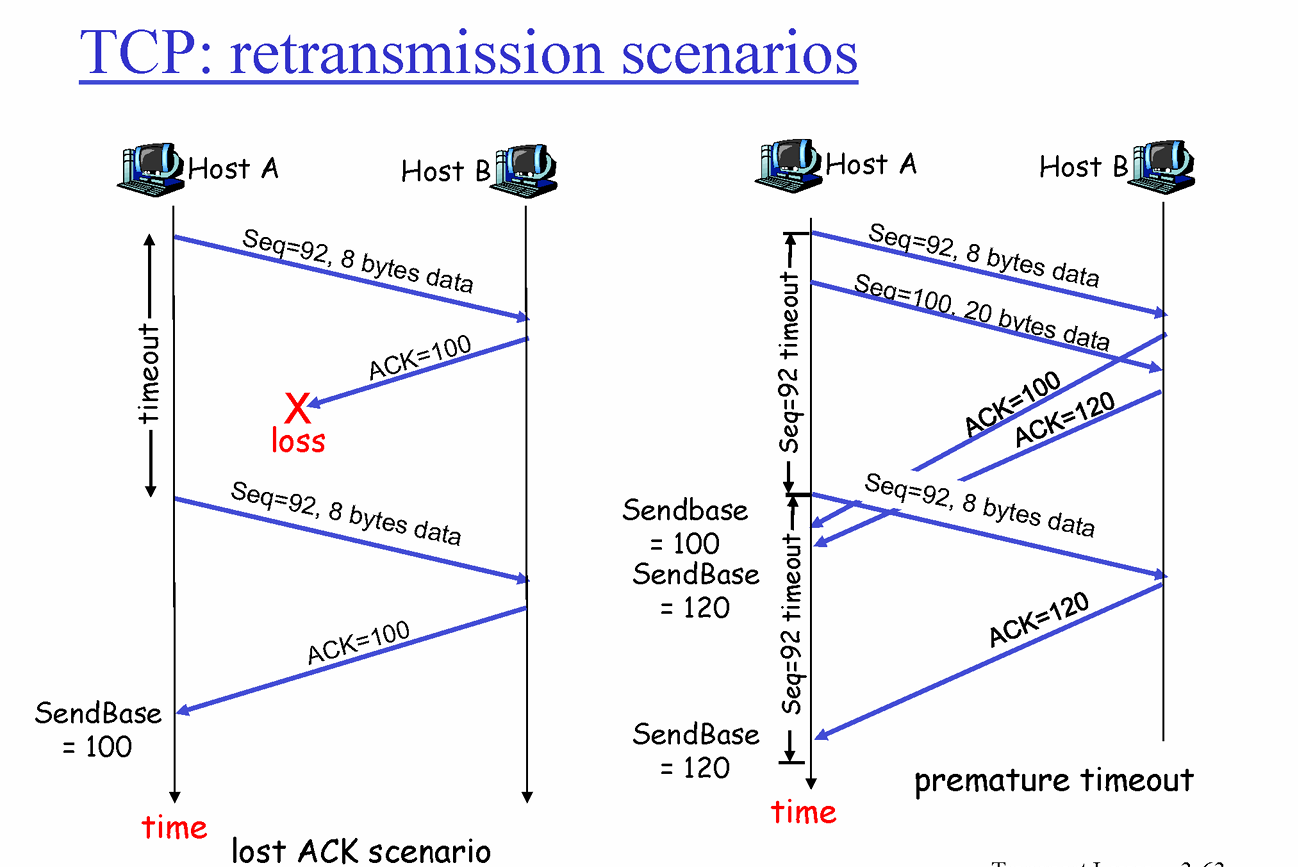 TCP: retransmission scenarios
Host A
Host B
Seq=92, 8 bytes data
ACK=100
timeout
X
loss
Seq=92, 8 bytes data
ACK=100
SendBase
= 100
time
lost ACK scenario
Host A
Host B
Seq=92, 8 bytes data
Seq=100, 20 bytes data
Seq=92 timeout
ACK=100
ACK=120
Seq=92, 8 bytes data
Sendbase
= 100
SendBase
= 120
Seq=92 timeout
ACK=120
SendBase
= 120
time
premature timeout